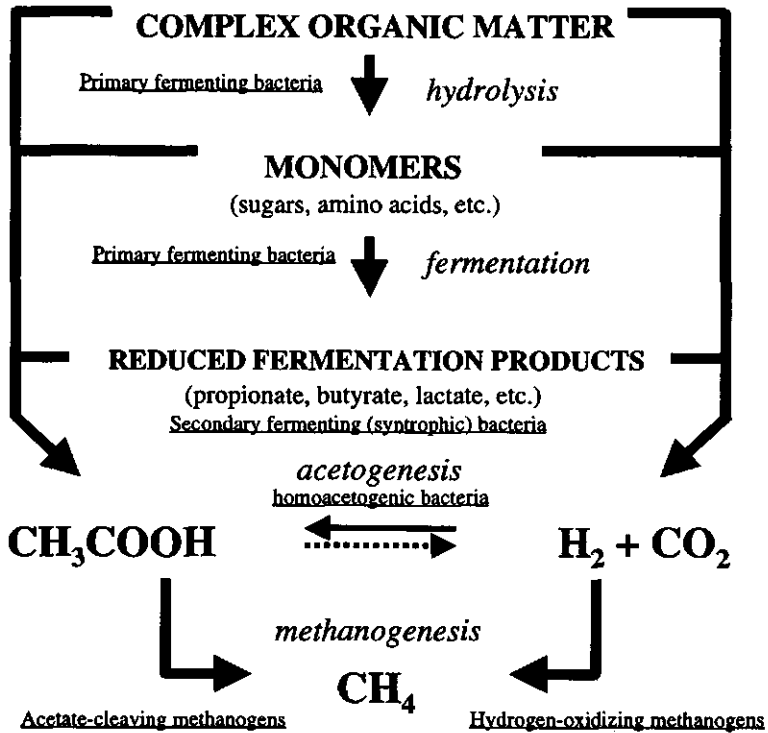 COMPLEX ORGANIC MATTER
Primary fermenting bacteria
hydrolysis
MONOMERS
(sugars, amino acids, etc.)
Primary fermenting bacteria
fermentation
REDUCED FERMENTATION PRODUCTS
(propionate, butyrate, lactate, etc.)
Secondary fermenting (syntrophic) bacteria
acetogenesis
homoacetogenic bacteria
CH₃COOH
H₂ + CO₂
methanogenesis
CH₄
Acetate-cleaving methanogens
Hydrogen-oxidizing methanogens